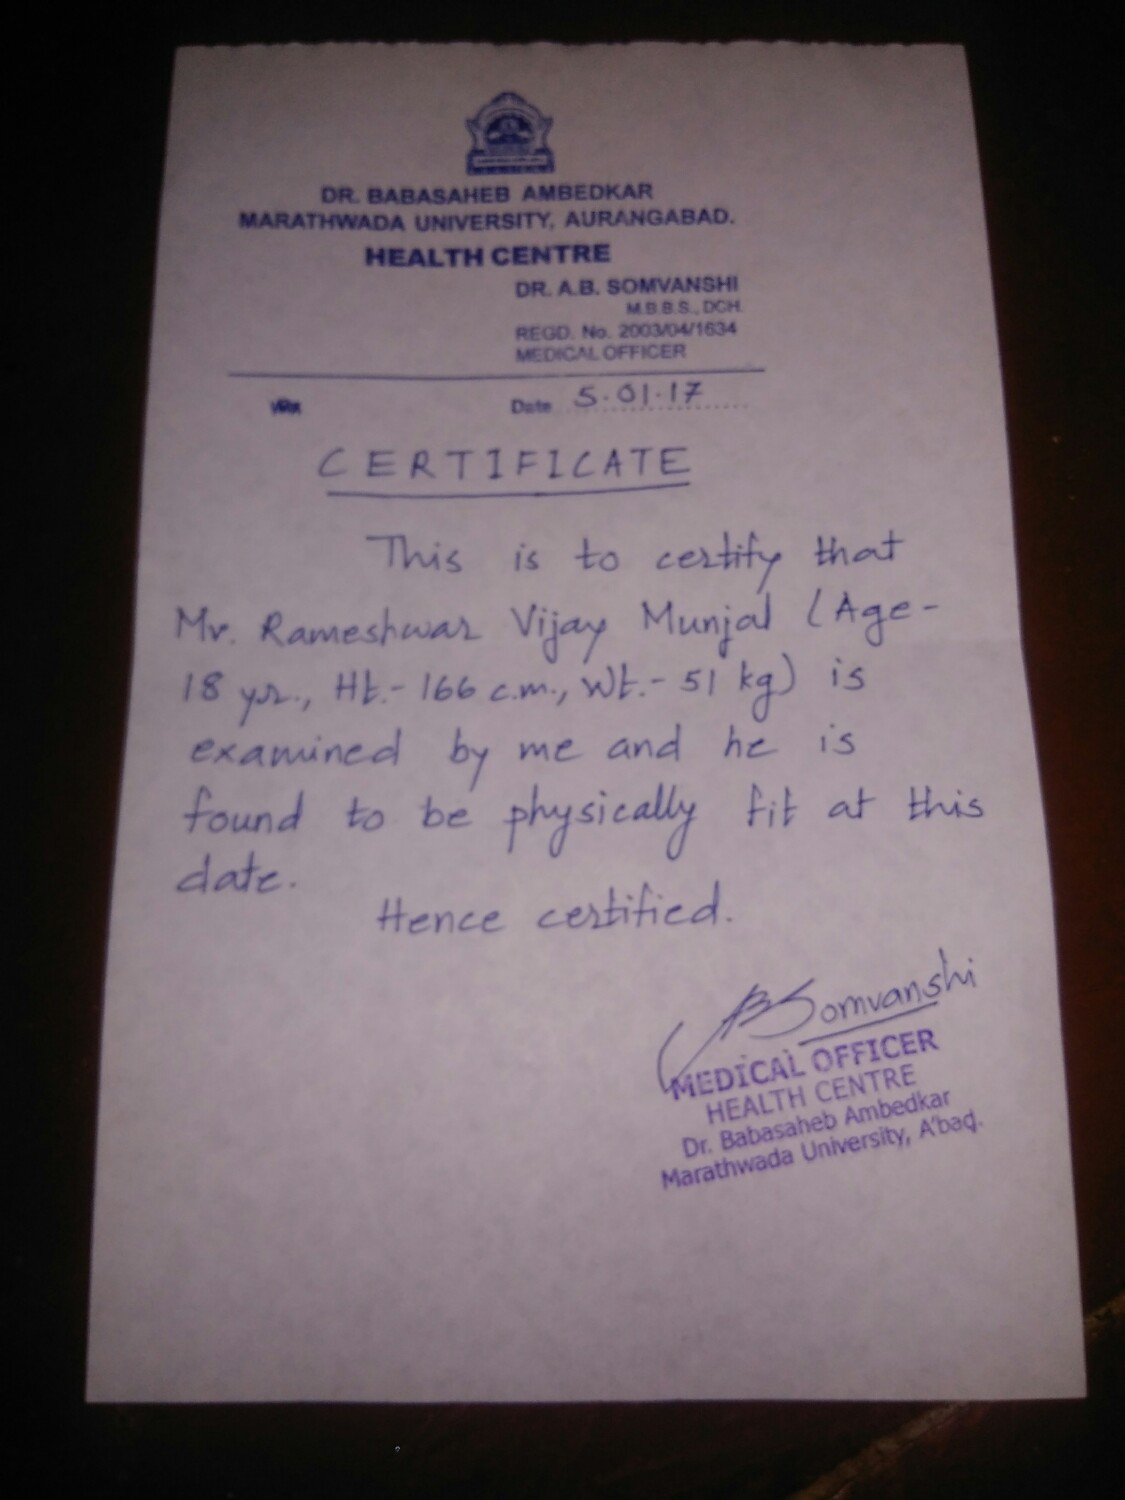 DR. BABASAHEB AMBEDKAR
MARATHWADA UNIVERSITY, AURANGABAD.
HEALTH CENTRE
DR. A.B. SOMVANSHI
M.B.B.S., DCH.
REGD. No. 2003/04/1634
MEDICAL OFFICER
Date 5.01.17
CERTIFICATE
This is to certify that
Mr. Rameshwar Vijay Munjal (Age-
18 yr., Ht.- 166 c.m., Wt.- 51 kg) is
examined by me and he is
found to be physically fit at this
date.
Hence certified.
ABSomvanshi
MEDICAL OFFICER
HEALTH CENTRE
Dr. Babasaheb Ambedkar
Marathwada University, A'bad.